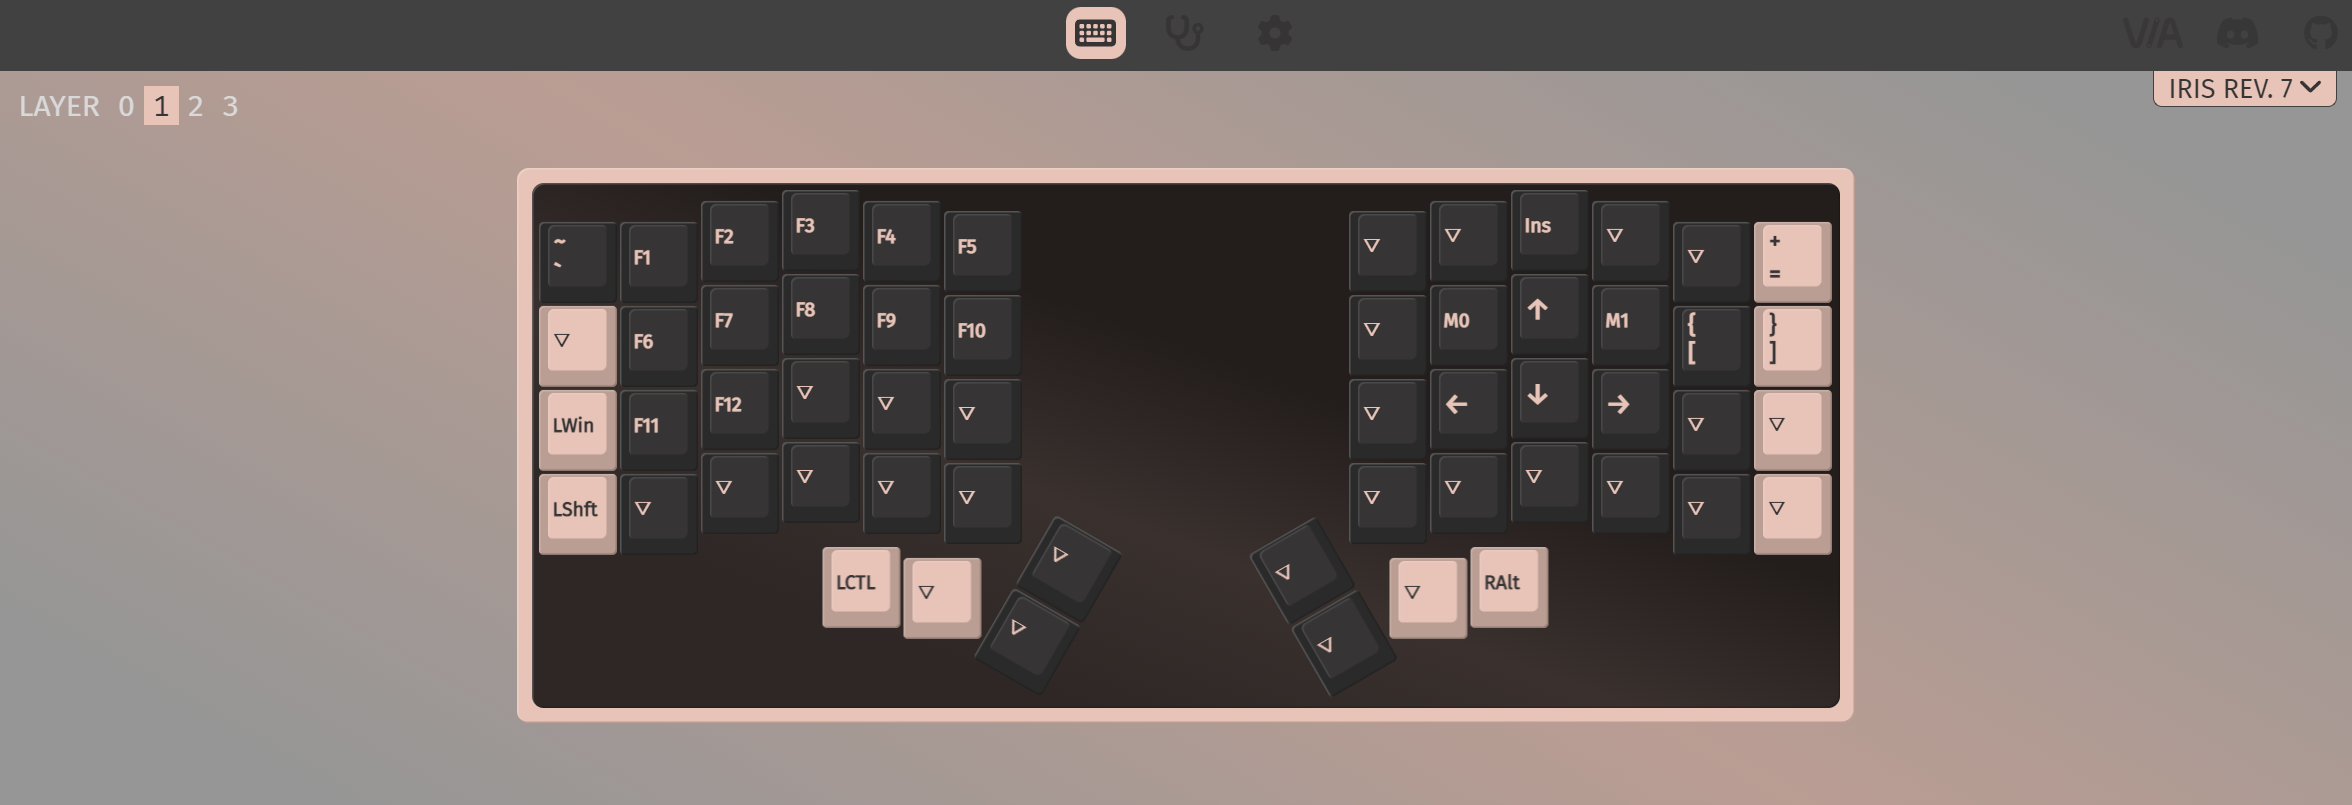 VIA
LAYER 0 1 2 3
IRIS REV. 7
~ ` F1 F2 F3 F4 F5 ▽ ▽ Ins ▽ ▽ + =
▽ F6 F7 F8 F9 F10 ▽ M0 ↑ M1 { [ } ]
LWin F11 F12 ▽ ▽ ▽ ▽ ← ↓ → ▽ ▽
LShft ▽ ▽ ▽ ▽ ▽ ▽ ▽ ▽ ▽ ▽ ▽
LCTL ▽ ▽ ▽ ▽ ▽ ▽ RAlt